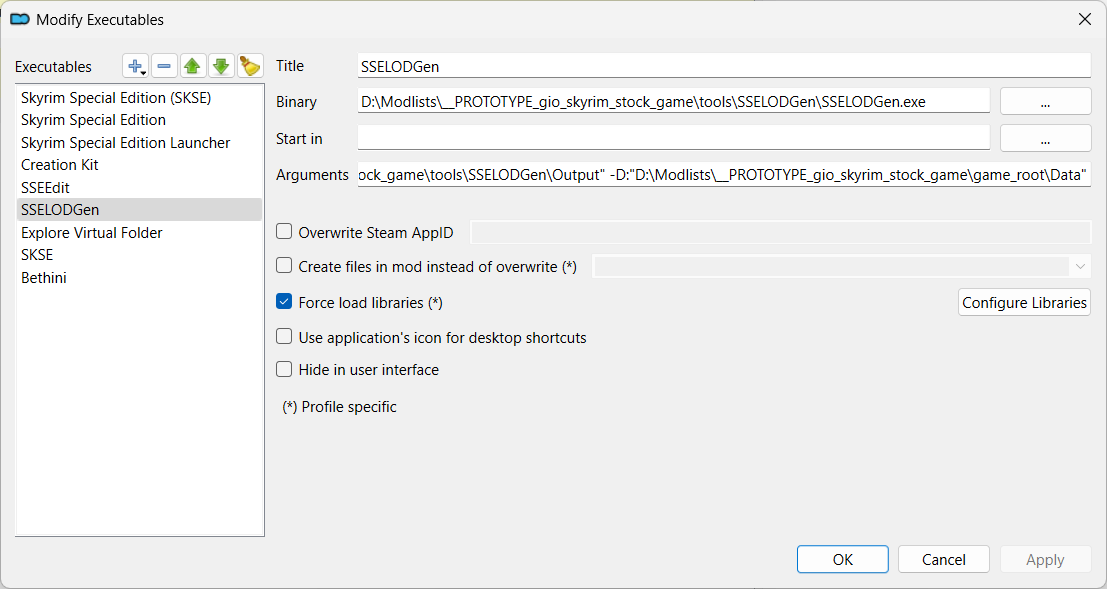 Modify Executables
Executables
Skyrim Special Edition (SKSE)
Skyrim Special Edition
Skyrim Special Edition Launcher
Creation Kit
SSEEdit
SSELODGen
Explore Virtual Folder
SKSE
Bethini
Title SSELODGen
Binary D:\Modlists\__PROTOTYPE_gio_skyrim_stock_game\tools\SSELODGen\SSELODGen.exe ...
Start in ...
Arguments ock_game\tools\SSELODGen\Output" -D:"D:\Modlists\__PROTOTYPE_gio_skyrim_stock_game\game_root\Data"
Overwrite Steam AppID
Create files in mod instead of overwrite (*)
Force load libraries (*) Configure Libraries
Use application's icon for desktop shortcuts
Hide in user interface
(*) Profile specific
OK Cancel Apply